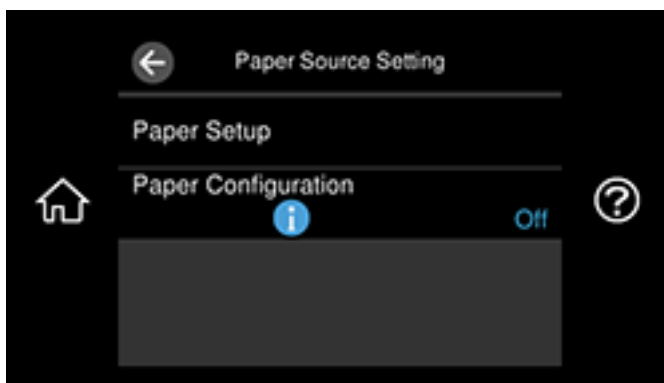 Paper Source Setting
Paper Setup
Paper Configuration
i
Off
?